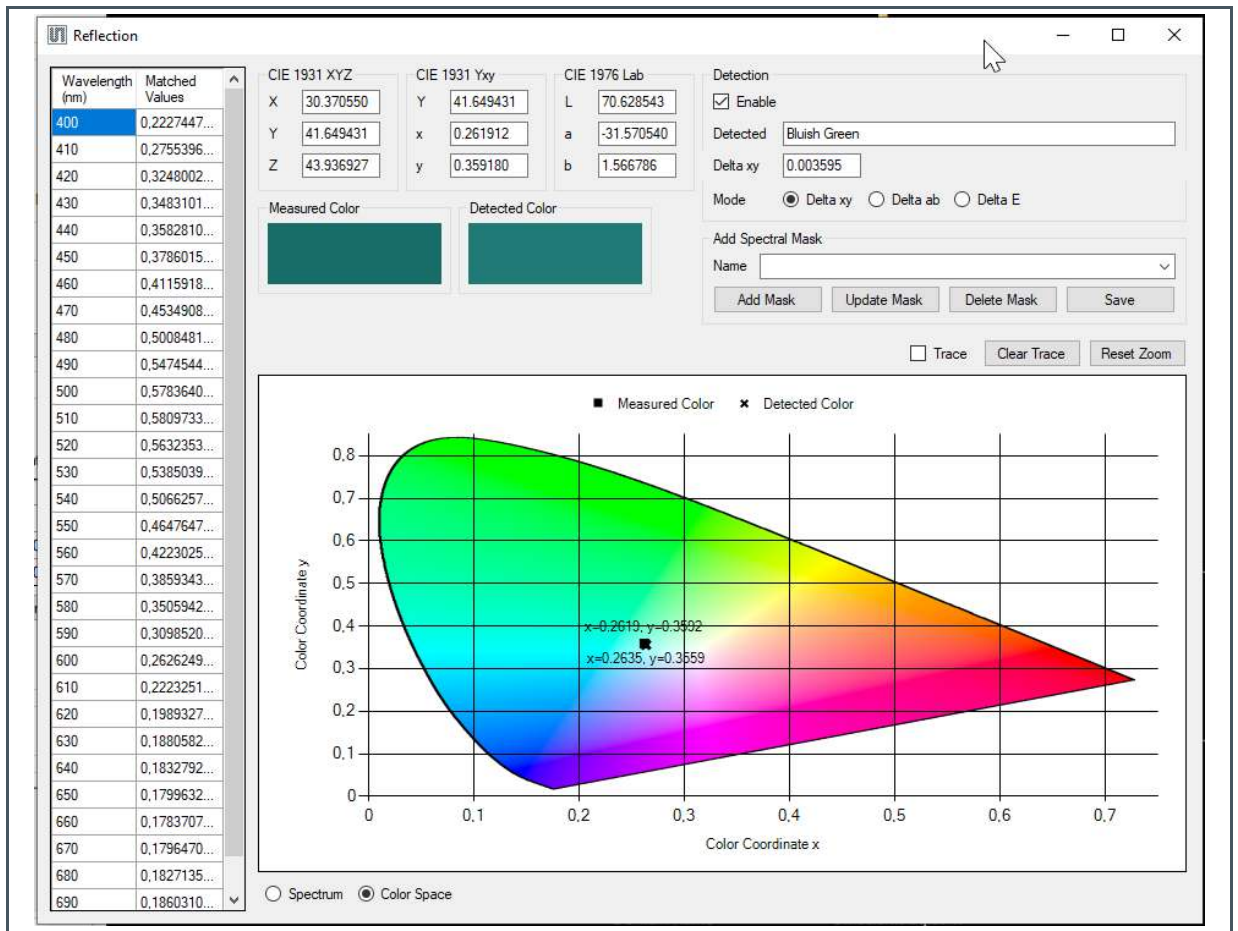 Reflection
Wavelength (nm) Matched Values
400 0,2227447...
410 0,2755396...
420 0,3248002...
430 0,3483101...
440 0,3582810...
450 0,3786015...
460 0,4115918...
470 0,4534908...
480 0,5008481...
490 0,5474544...
500 0,5783640...
510 0,5809733...
520 0,5632353...
530 0,5385039...
540 0,5066257...
550 0,4647647...
560 0,4223025...
570 0,3859343...
580 0,3505942...
590 0,3098520...
600 0,2626249...
610 0,2223251...
620 0,1989327...
630 0,1880582...
640 0,1832792...
650 0,1799632...
660 0,1783707...
670 0,1796470...
680 0,1827135...
690 0,1860310...
CIE 1931 XYZ
X 30.370550
Y 41.649431
Z 43.936927
CIE 1931 Yxy
Y 41.649431
x 0.261912
y 0.359180
CIE 1976 Lab
L 70.628543
a -31.570540
b 1.566786
Measured Color
Detected Color
Detection
Enable
Detected Bluish Green
Delta xy 0.003595
Mode Delta xy Delta ab Delta E
Add Spectral Mask
Name
Add Mask Update Mask Delete Mask Save
Trace Clear Trace Reset Zoom
Measured Color Detected Color
0,8
0,7
0,6
0,5
0,4
0,3
0,2
0,1
0
Color Coordinate y
x=0.2619, y=0.3592
x=0.2635, y=0.3559
0 0,1 0,2 0,3 0,4 0,5 0,6 0,7
Color Coordinate x
Spectrum Color Space